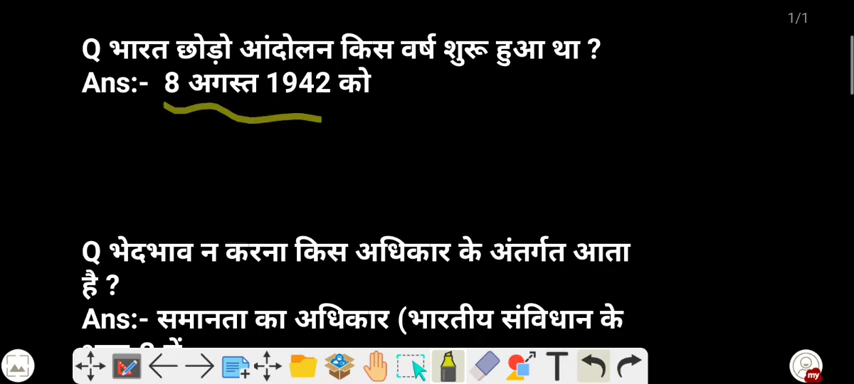 1/1
Q भारत छोड़ो आंदोलन किस वर्ष शुरू हुआ था ?
Ans:- 8 अगस्त 1942 को
Q भेदभाव न करना किस अधिकार के अंतर्गत आता
है ?
Ans:- समानता का अधिकार (भारतीय संविधान के
T
my